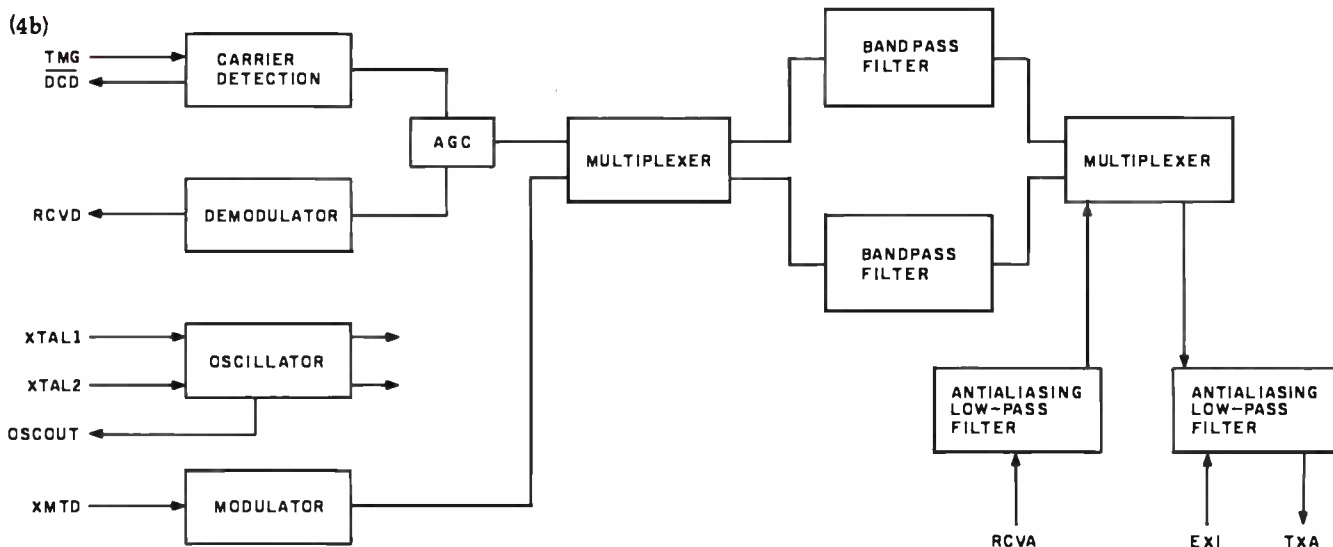 (4b)
TMG
DCD
CARRIER
DETECTION
AGC
MULTIPLEXER
BANDPASS
FILTER
MULTIPLEXER
RCVD
DEMODULATOR
BANDPASS
FILTER
XTAL1
XTAL2
OSCILLATOR
OSCOUT
ANTIALIASING
LOW-PASS
FILTER
ANTIALIASING
LOW-PASS
FILTER
XMTD
MODULATOR
RCVA
EXI
TXA